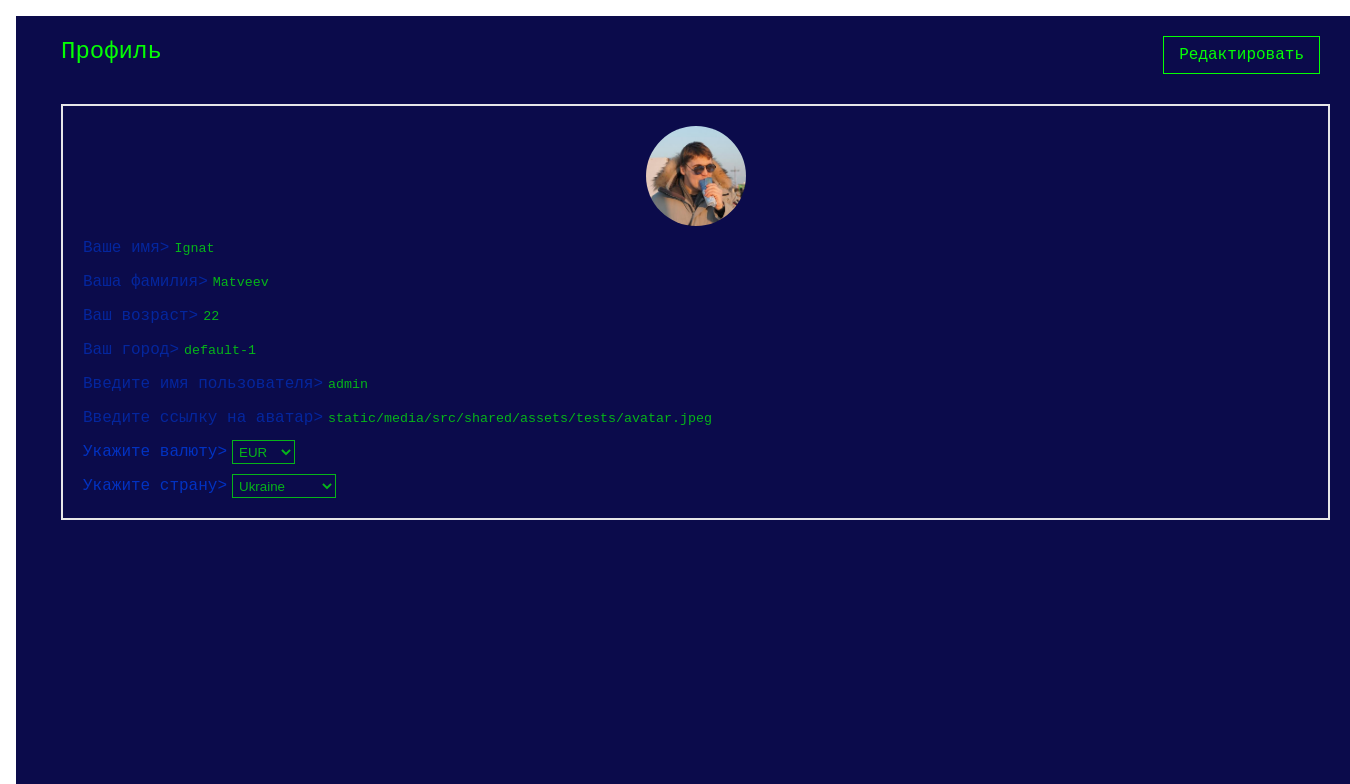 Профиль
Редактировать
Ваше имя> Ignat
Ваша фамилия> Matveev
Ваш возраст> 22
Ваш город> default-1
Введите имя пользователя> admin
Введите ссылку на аватар> static/media/src/shared/assets/tests/avatar.jpeg
Укажите валюту> EUR
Укажите страну> Ukraine